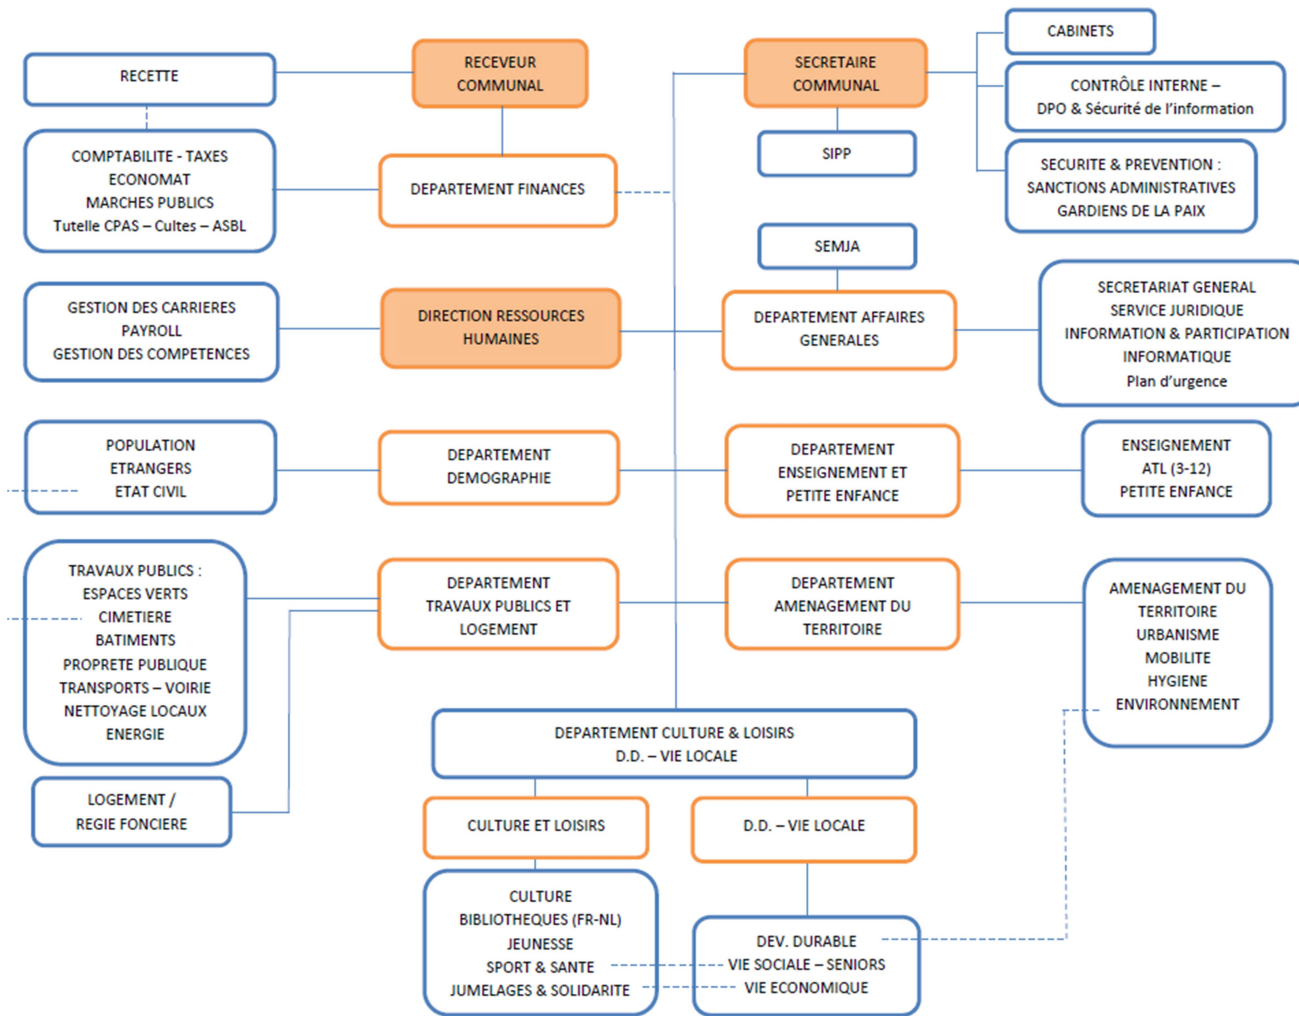 CABINETS
RECETTE
RECEVEUR
COMMUNAL
SECRETAIRE
COMMUNAL
CONTRÔLE INTERNE –
DPO & Sécurité de l'information
COMPTABILITE - TAXES
ECONOMAT
MARCHES PUBLICS
Tutelle CPAS – Cultes – ASBL
DEPARTEMENT FINANCES
SIPP
SECURITE & PREVENTION :
SANCTIONS ADMINISTRATIVES
GARDIENS DE LA PAIX
SEMJA
GESTION DES CARRIERES
PAYROLL
GESTION DES COMPETENCES
DIRECTION RESSOURCES
HUMAINES
DEPARTEMENT AFFAIRES
GENERALES
SECRETARIAT GENERAL
SERVICE JURIDIQUE
INFORMATION & PARTICIPATION
INFORMATIQUE
Plan d'urgence
POPULATION
ETRANGERS
ETAT CIVIL
DEPARTEMENT
DEMOGRAPHIE
DEPARTEMENT
ENSEIGNEMENT ET
PETITE ENFANCE
ENSEIGNEMENT
ATL (3-12)
PETITE ENFANCE
TRAVAUX PUBLICS :
ESPACES VERTS
CIMETIERE
BATIMENTS
PROPRETE PUBLIQUE
TRANSPORTS – VOIRIE
NETTOYAGE LOCAUX
ENERGIE
DEPARTEMENT
TRAVAUX PUBLICS ET
LOGEMENT
DEPARTEMENT
AMENAGEMENT DU
TERRITOIRE
AMENAGEMENT DU
TERRITOIRE
URBANISME
MOBILITE
HYGIENE
ENVIRONNEMENT
DEPARTEMENT CULTURE & LOISIRS
D.D. – VIE LOCALE
LOGEMENT /
REGIE FONCIERE
CULTURE ET LOISIRS
D.D. – VIE LOCALE
CULTURE
BIBLIOTHEQUES (FR-NL)
JEUNESSE
SPORT & SANTE
JUMELAGES & SOLIDARITE
DEV. DURABLE
VIE SOCIALE – SENIORS
VIE ECONOMIQUE